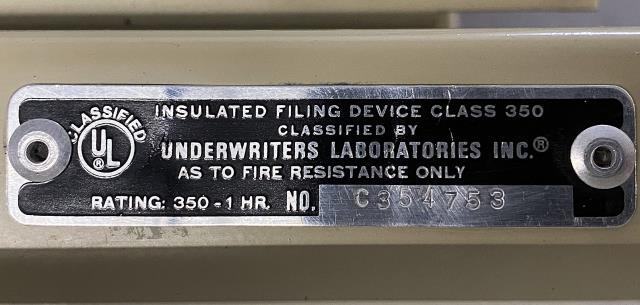 CLASSIFIED
UL®
INSULATED FILING DEVICE CLASS 350
CLASSIFIED BY
UNDERWRITERS LABORATORIES INC.®
AS TO FIRE RESISTANCE ONLY
RATING: 350-1 HR. NO. C354753